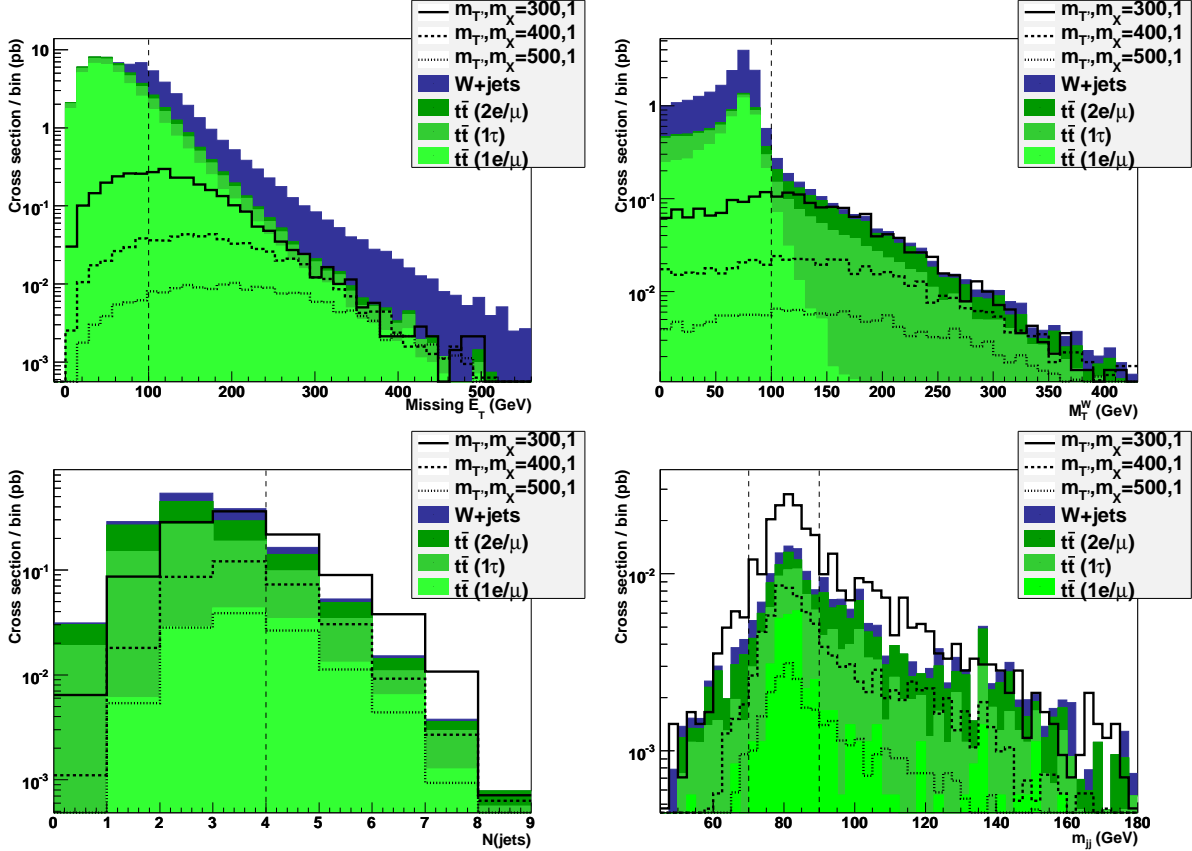 Cross section / bin (pb)
10
1
10^-1
10^-2
10^-3
0 100 200 300 400 500
Missing E_T (GeV)
m_T',m_X=300,1
m_T',m_X=400,1
m_T',m_X=500,1
W+jets
tt̄ (2e/μ)
tt̄ (1τ)
tt̄ (1e/μ)
Cross section / bin (pb)
1
10^-1
10^-2
0 50 100 150 200 250 300 350 400
M_T^W (GeV)
m_T',m_X=300,1
m_T',m_X=400,1
m_T',m_X=500,1
W+jets
tt̄ (2e/μ)
tt̄ (1τ)
tt̄ (1e/μ)
Cross section / bin (pb)
10^-1
10^-2
10^-3
0 1 2 3 4 5 6 7 8 9
N(jets)
m_T',m_X=300,1
m_T',m_X=400,1
m_T',m_X=500,1
W+jets
tt̄ (2e/μ)
tt̄ (1τ)
tt̄ (1e/μ)
Cross section / bin (pb)
10^-2
10^-3
60 80 100 120 140 160 180
m_jj (GeV)
m_T',m_X=300,1
m_T',m_X=400,1
m_T',m_X=500,1
W+jets
tt̄ (2e/μ)
tt̄ (1τ)
tt̄ (1e/μ)